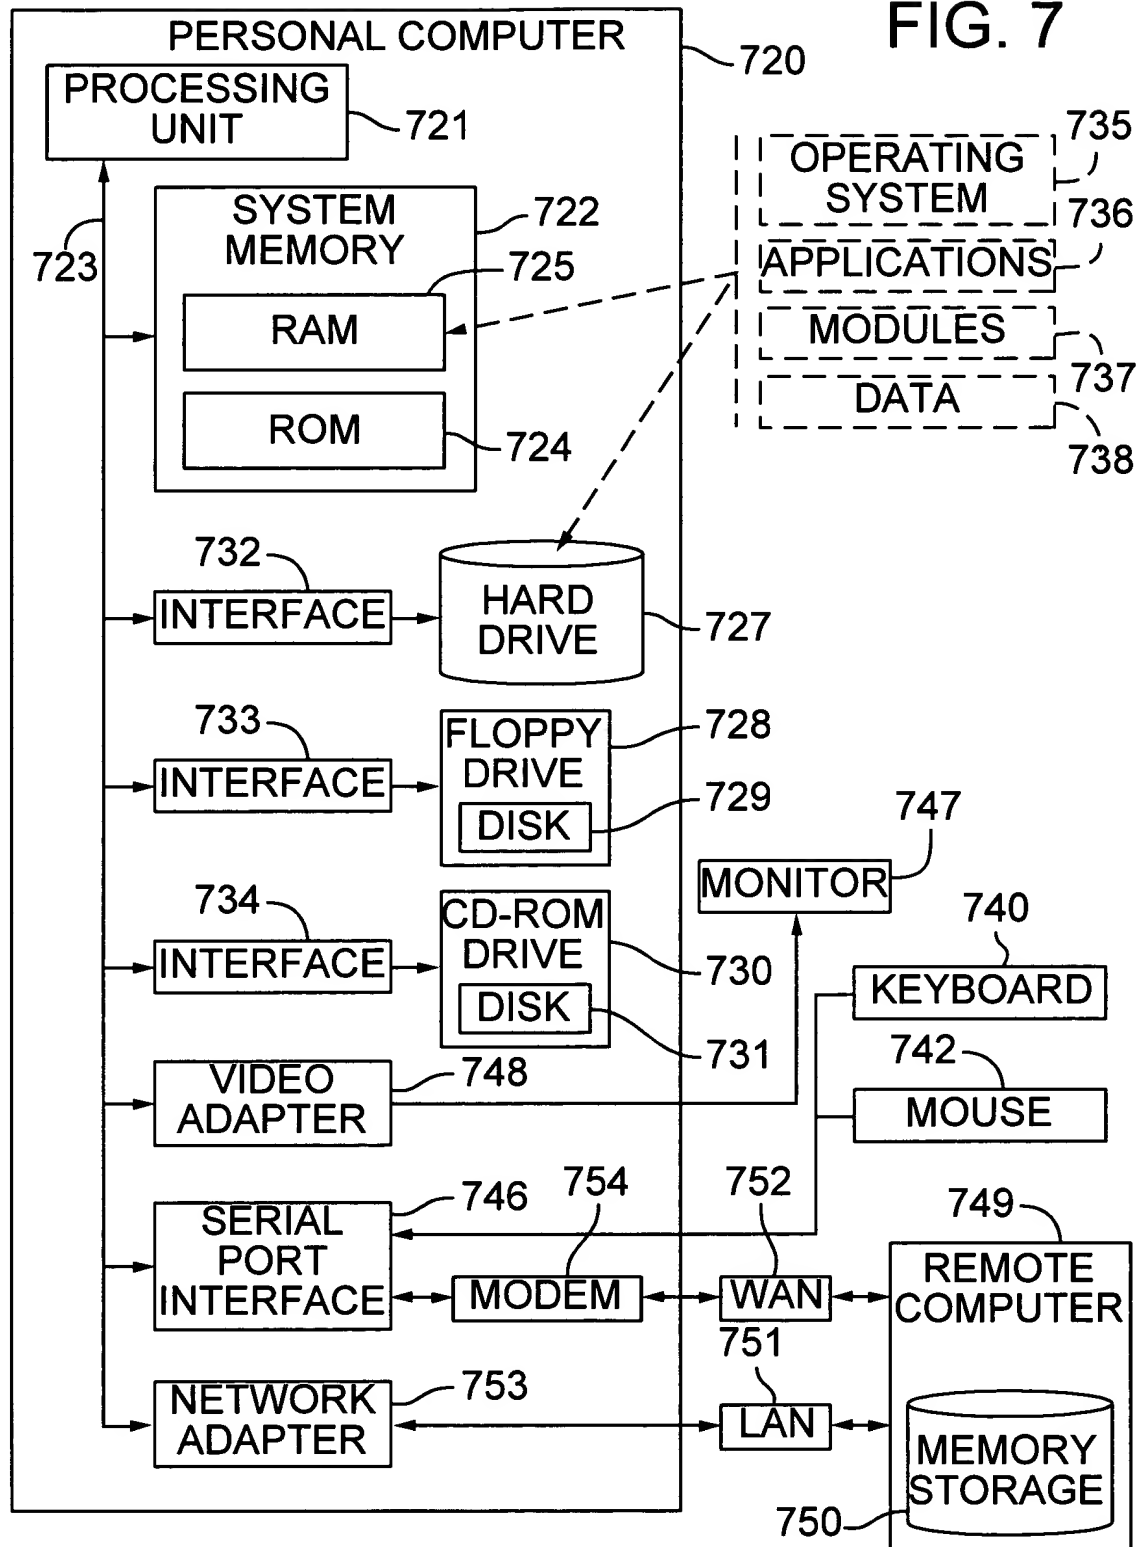 FIG. 7
PERSONAL COMPUTER
720
PROCESSING
UNIT
721
723
SYSTEM
MEMORY
722
725
RAM
ROM
724
OPERATING
SYSTEM
735
736
APPLICATIONS
MODULES
737
DATA
738
732
INTERFACE
HARD
DRIVE
727
733
INTERFACE
FLOPPY
DRIVE
728
DISK
729
734
INTERFACE
CD-ROM
DRIVE
730
DISK
731
747
MONITOR
740
KEYBOARD
742
MOUSE
VIDEO
ADAPTER
748
SERIAL
PORT
INTERFACE
746
754
MODEM
752
WAN
749
REMOTE
COMPUTER
751
LAN
NETWORK
ADAPTER
753
MEMORY
STORAGE
750